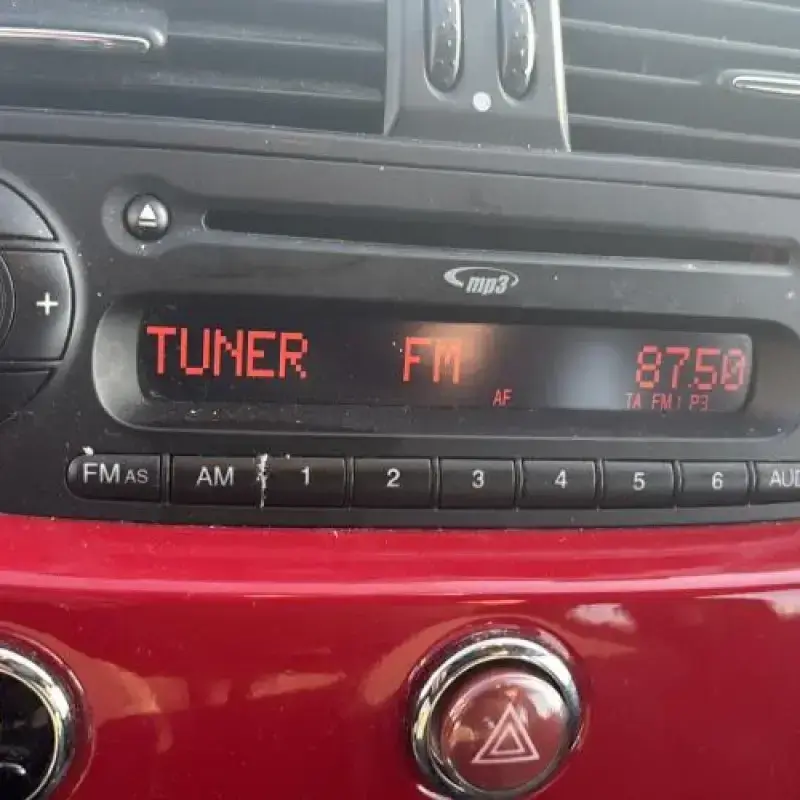 mp3
TUNER FM 87.50
AF TA FM1 P3
FM AS AM 1 2 3 4 5 6 AUD
+